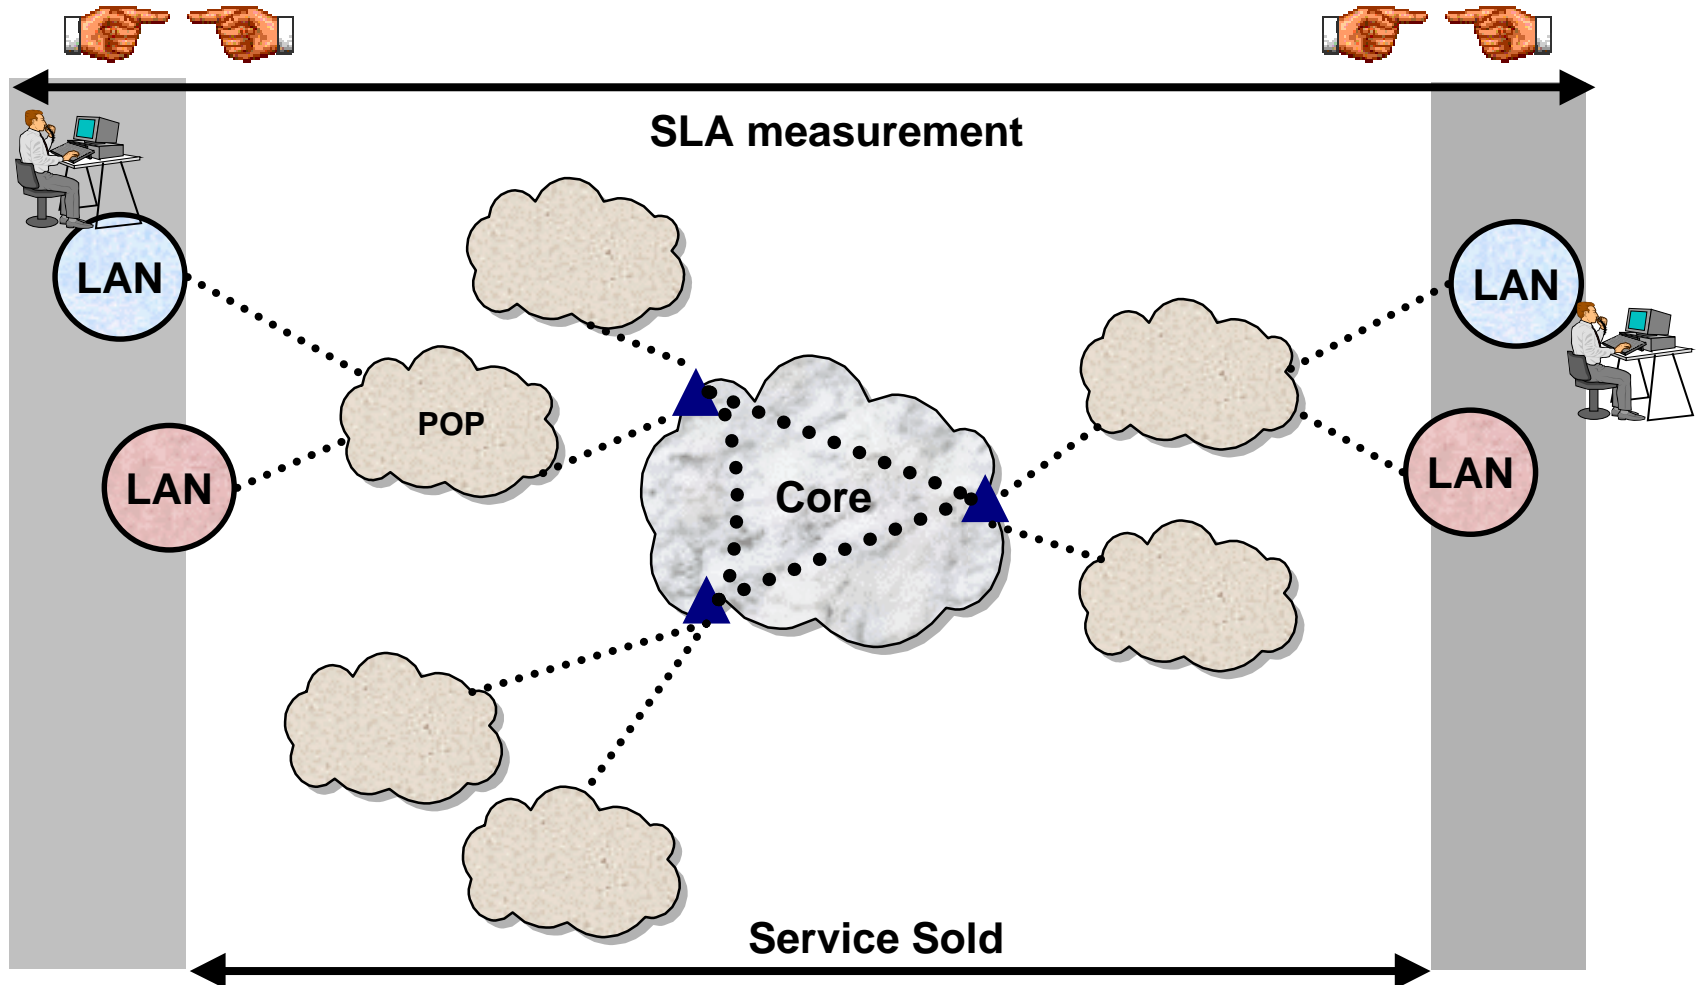 SLA measurement
LAN
LAN
POP
LAN
Core
LAN
Service Sold